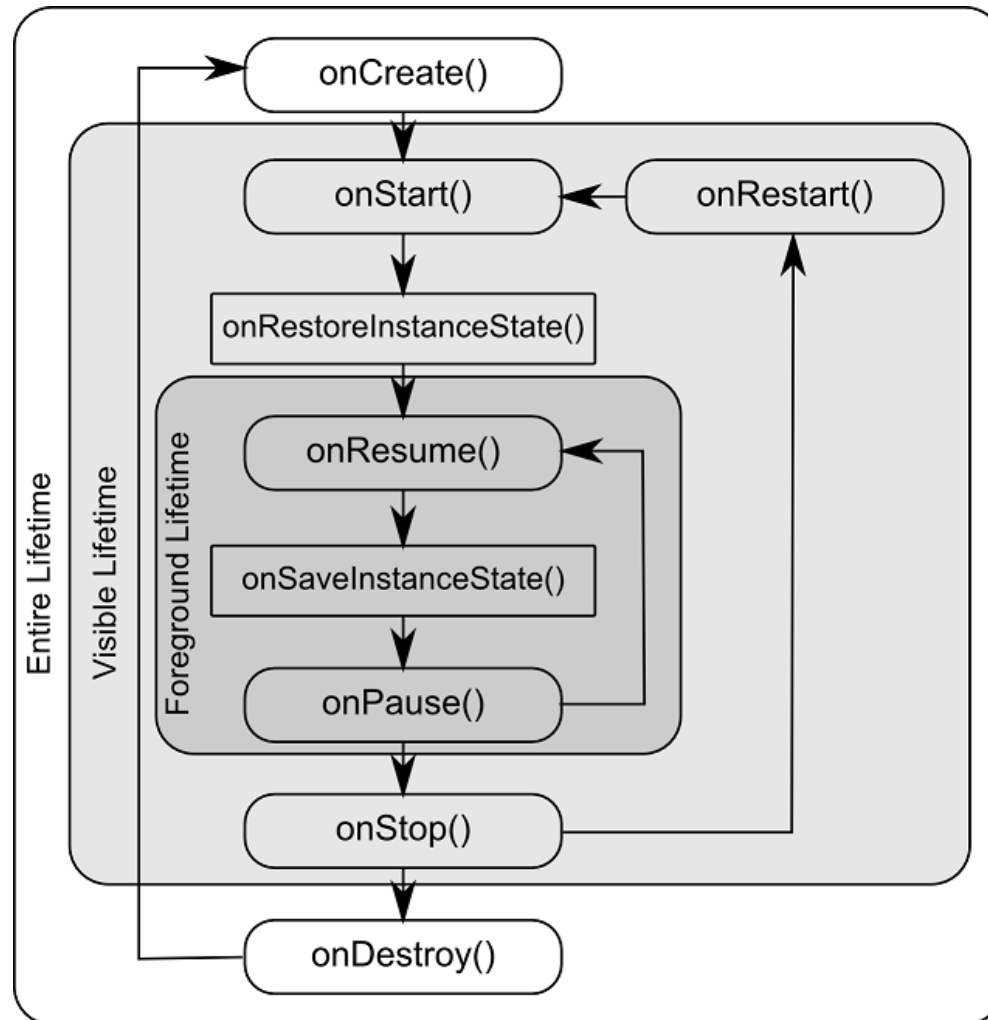 onCreate()
onStart()
onRestart()
onRestoreInstanceState()
onResume()
onSaveInstanceState()
onPause()
onStop()
onDestroy()
Entire Lifetime
Visible Lifetime
Foreground Lifetime